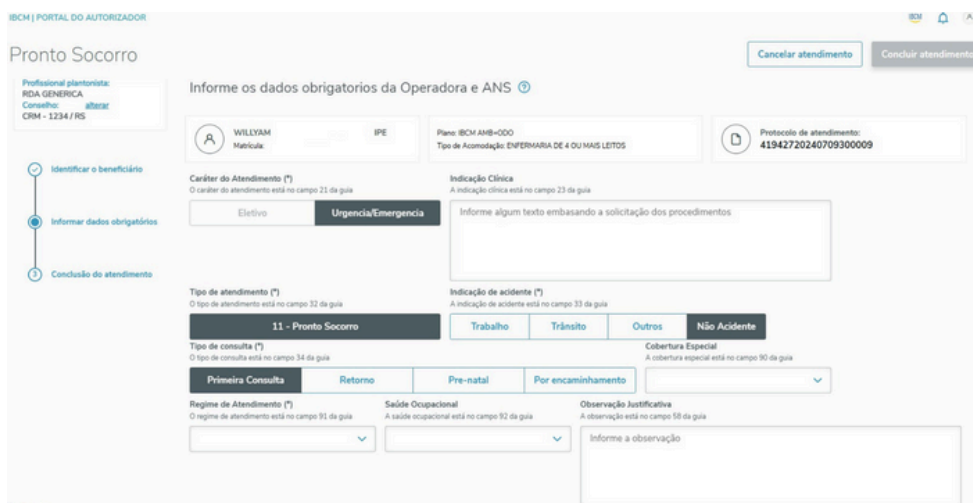 IBCM | PORTAL DO AUTORIZADOR
IBCM
Pronto Socorro
Cancelar atendimento
Concluir atendimento
Profissional plantonista:
RDA GENERICA
Conselho: alterar
CRM - 1234 / RS
Informe os dados obrigatorios da Operadora e ANS
WILLYAM IPE
Matrícula:
Plano: IBCM AMB+ODO
Tipo de Acomodação: ENFERMARIA DE 4 OU MAIS LEITOS
Protocolo de atendimento:
41942720240709300009
Identificar o beneficiário
Informar dados obrigatórios
3 Conclusão do atendimento
Caráter do Atendimento (*)
O caráter do atendimento está no campo 21 da guia
Eletivo Urgencia/Emergencia
Indicação Clínica
A indicação clínica está no campo 23 da guia
Informe algum texto embasando a solicitação dos procedimentos
Tipo de atendimento (*)
O tipo de atendimento está no campo 32 da guia
11 - Pronto Socorro
Indicação de acidente (*)
A indicação de acidente está no campo 33 da guia
Trabalho Trânsito Outros Não Acidente
Tipo de consulta (*)
O tipo de consulta está no campo 34 da guia
Primeira Consulta Retorno Pre-natal Por encaminhamento
Cobertura Especial
A cobertura especial está no campo 90 da guia
Regime de Atendimento (*)
O regime de atendimento está no campo 91 da guia
Saúde Ocupacional
A saúde ocupacional está no campo 92 da guia
Observação Justificativa
A observação está no campo 58 da guia
Informe a observação